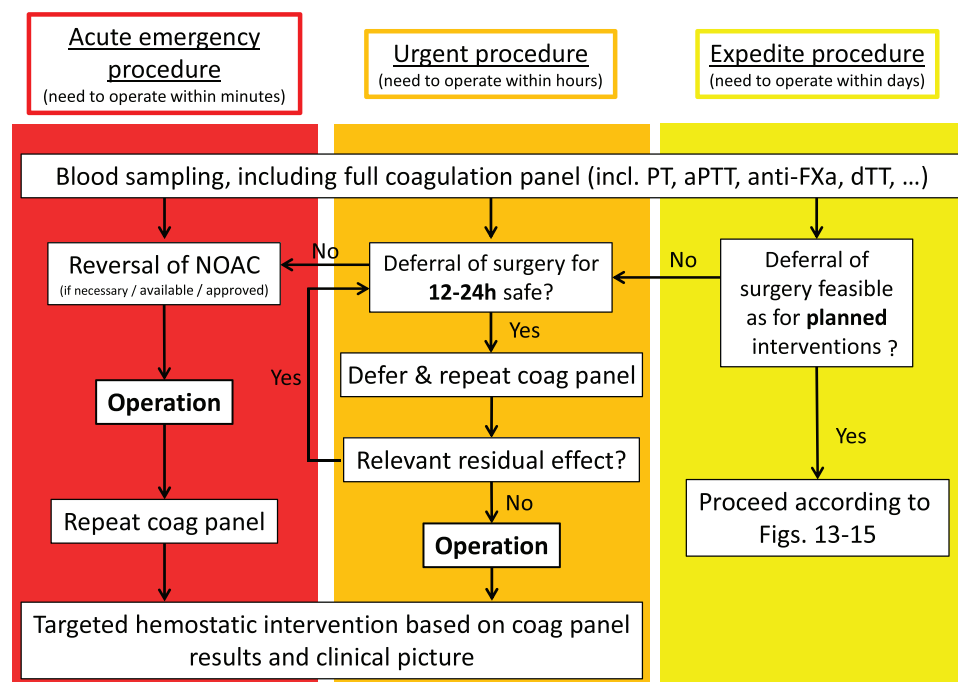 Acute emergency
procedure
(need to operate within minutes)
Urgent procedure
(need to operate within hours)
Expedite procedure
(need to operate within days)
Blood sampling, including full coagulation panel (incl. PT, aPTT, anti-FXa, dTT, ...)
Reversal of NOAC
(if necessary / available / approved)
No
Deferral of surgery for
12-24h safe?
No
Deferral of
surgery feasible
as for planned
interventions ?
Yes
Yes
Defer & repeat coag panel
Operation
Yes
Relevant residual effect?
Proceed according to
Figs. 13-15
No
Repeat coag panel
Operation
Targeted hemostatic intervention based on coag panel
results and clinical picture